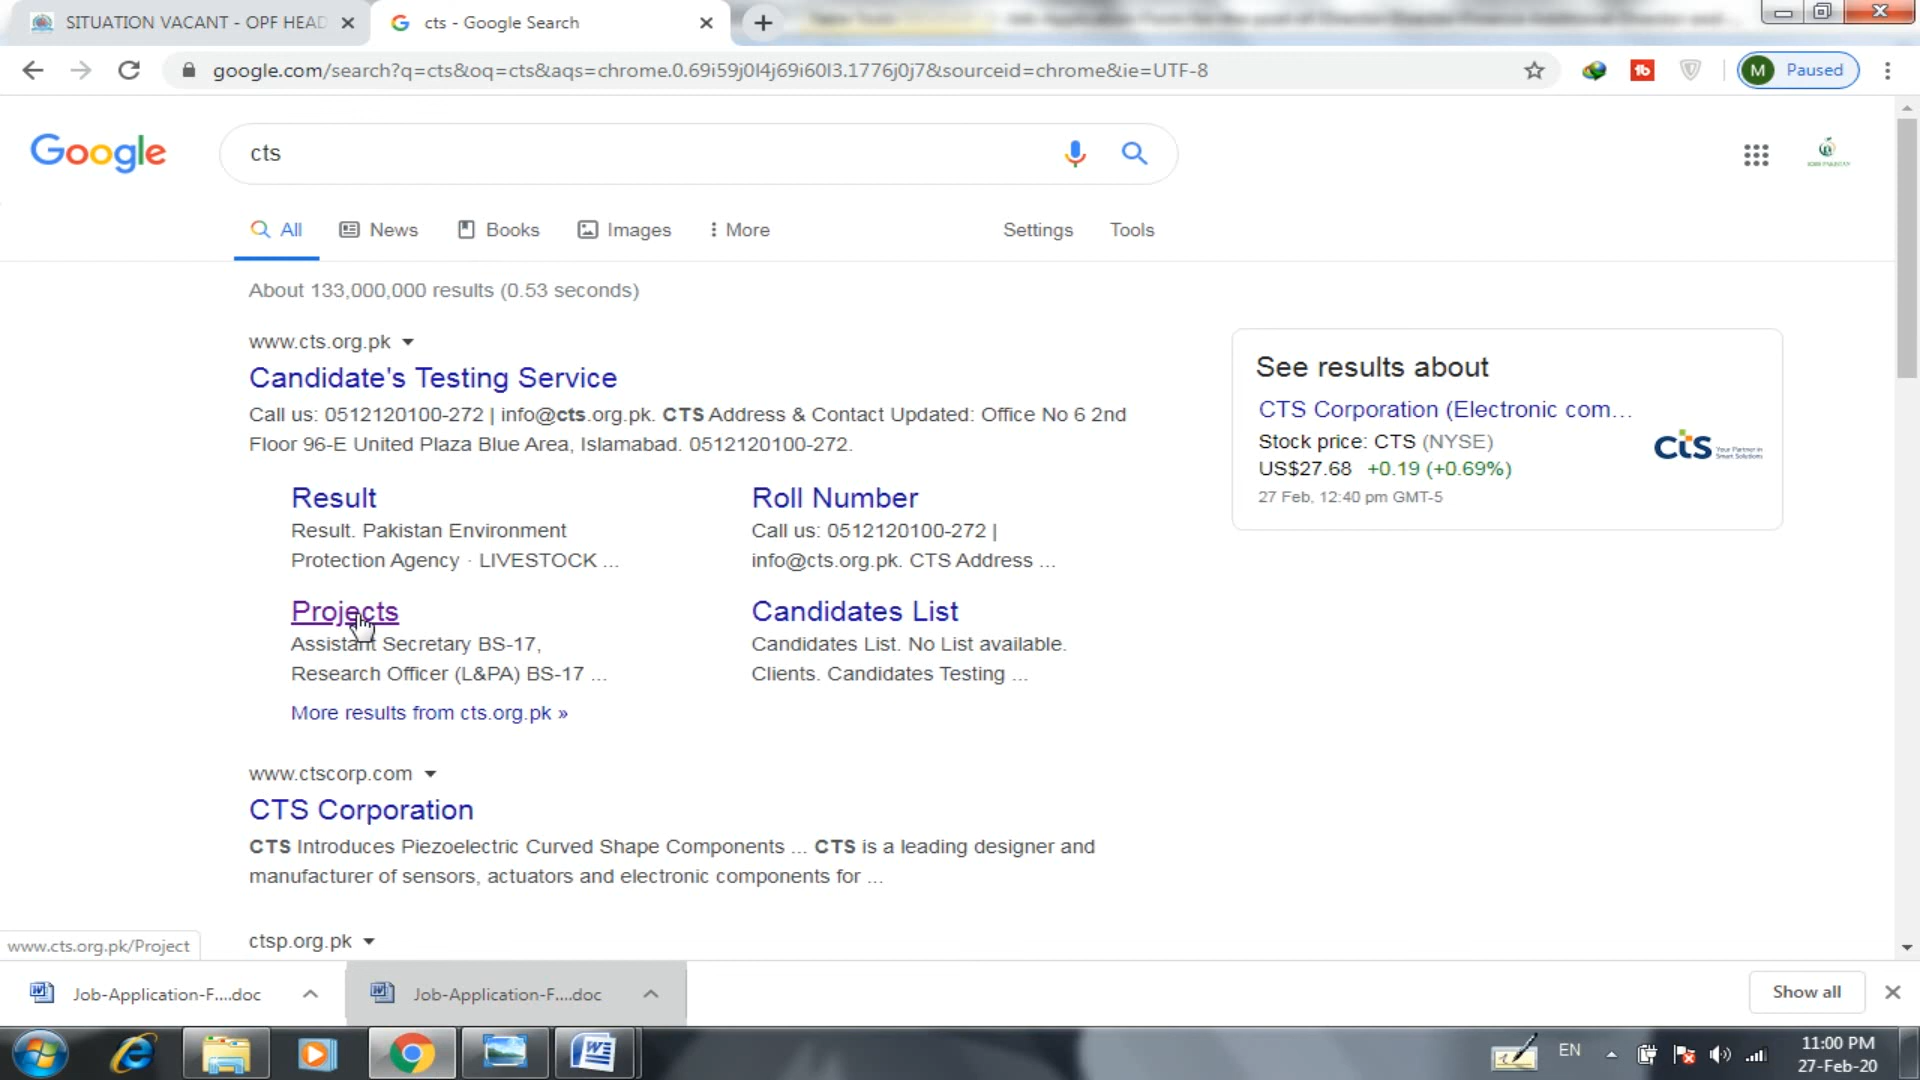 SITUATION VACANT - OPF HEAD
cts - Google Search
google.com/search?q=cts&oq=cts&aqs=chrome.0.69i59j0l4j69i60l3.1776j0j7&sourceid=chrome&ie=UTF-8
M Paused
Google
cts
All News Books Images More Settings Tools
About 133,000,000 results (0.53 seconds)
www.cts.org.pk
Candidate's Testing Service
Call us: 0512120100-272 | info@cts.org.pk. CTS Address & Contact Updated: Office No 6 2nd
Floor 96-E United Plaza Blue Area, Islamabad. 0512120100-272.
Result
Result. Pakistan Environment
Protection Agency · LIVESTOCK ...
Roll Number
Call us: 0512120100-272 |
info@cts.org.pk. CTS Address ...
Projects
Assistant Secretary BS-17,
Research Officer (L&PA) BS-17 ...
Candidates List
Candidates List. No List available.
Clients. Candidates Testing ...
More results from cts.org.pk »
www.ctscorp.com
CTS Corporation
CTS Introduces Piezoelectric Curved Shape Components ... CTS is a leading designer and
manufacturer of sensors, actuators and electronic components for ...
ctsp.org.pk
See results about
CTS Corporation (Electronic com...
Stock price: CTS (NYSE)
US$27.68 +0.19 (+0.69%)
27 Feb, 12:40 pm GMT-5
CTS Your Partner in
Smart Solutions
www.cts.org.pk/Project
Job-Application-F....doc
Job-Application-F....doc
Show all
EN
11:00 PM
27-Feb-20